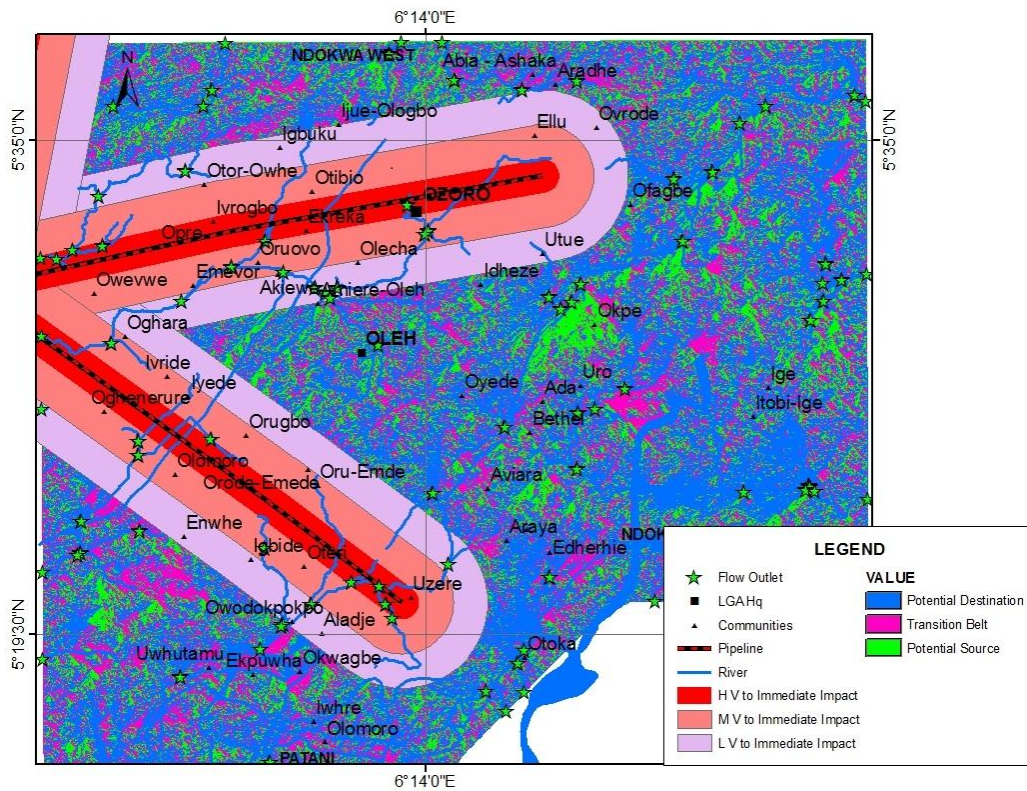 6°14'0"E
N
NDOKWA WEST
Abia - Ashaka
Aradhe
Ijue-Ologbo
Ovrode
Ellu
5°35'0"N
5°35'0"N
Igbuku
Otor-Owhe
Otibio
Ofagbe
OZORO
Ivrogbo
Ekreka
Opre
Oruovo
Olecha
Utue
Owevwe
Emevor
Idheze
Akiewe
Amiere-Oleh
Okpe
Oghara
OLEH
Ivride
Iyede
Oyede
Ada
Uro
Ige
Oghenerure
Itobi-Ige
Orugbo
Bethel
Olomoro
Oru-Emde
Aviara
Orode-Emede
Enwhe
Araya
NDOK
Igbide
Oteri
Edherhie
Uzere
Owodokpokpo
Aladje
5°19'30"N
Otoka
Uwhutamu
Ekpuwha
Okwagbe
Iwhre
Olomoro
PATANI
6°14'0"E
LEGEND
Flow Outlet
LGAHq
Communities
Pipeline
River
H V to Immediate Impact
M V to Immediate Impact
L V to Immediate Impact
VALUE
Potential Destination
Transition Belt
Potential Source